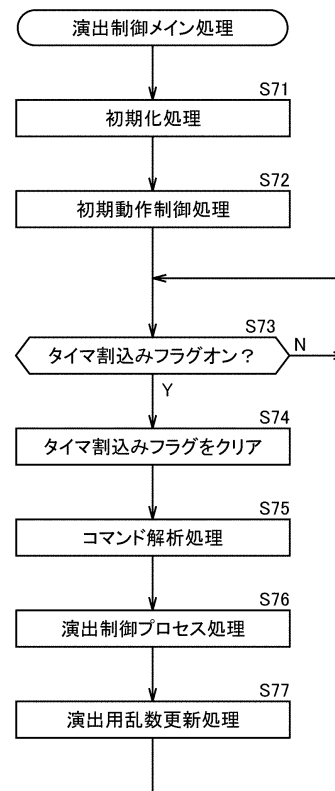 演出制御メイン処理
S71
初期化処理
S72
初期動作制御処理
S73
タイマ割込みフラグオン？
N
Y
S74
タイマ割込みフラグをクリア
S75
コマンド解析処理
S76
演出制御プロセス処理
S77
演出用乱数更新処理